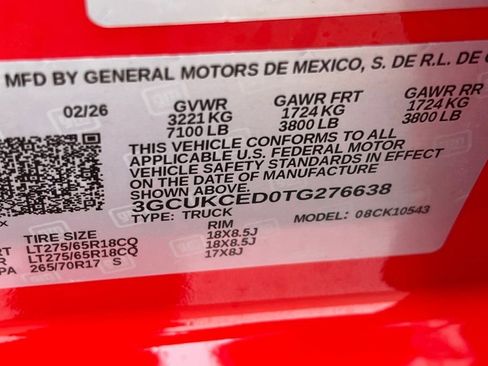 MFD BY GENERAL MOTORS DE MEXICO, S. DE R.L. DE
02/26 GVWR GAWR FRT GAWR RR
3221 KG 1724 KG 1724 KG
7100 LB 3800 LB 3800 LB
THIS VEHICLE CONFORMS TO ALL
APPLICABLE U.S. FEDERAL MOTOR
VEHICLE SAFETY STANDARDS IN EFFECT
ON THE DATE OF MANUFACTURE
SHOWN ABOVE
3GCUKCED0TG276638
TYPE: TRUCK MODEL: 08CK10543
TIRE SIZE RIM
RT LT275/65R18CQ 18X8.5J
RR LT275/65R18CQ 18X8.5J
SPA 265/70R17 S 17X8J